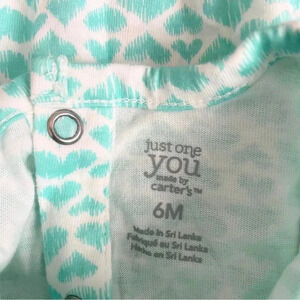 just one
you
made by
carter's™
6M
Made in Sri Lanka
Fabriqué au Sri Lanka
Hecho en Sri Lanka